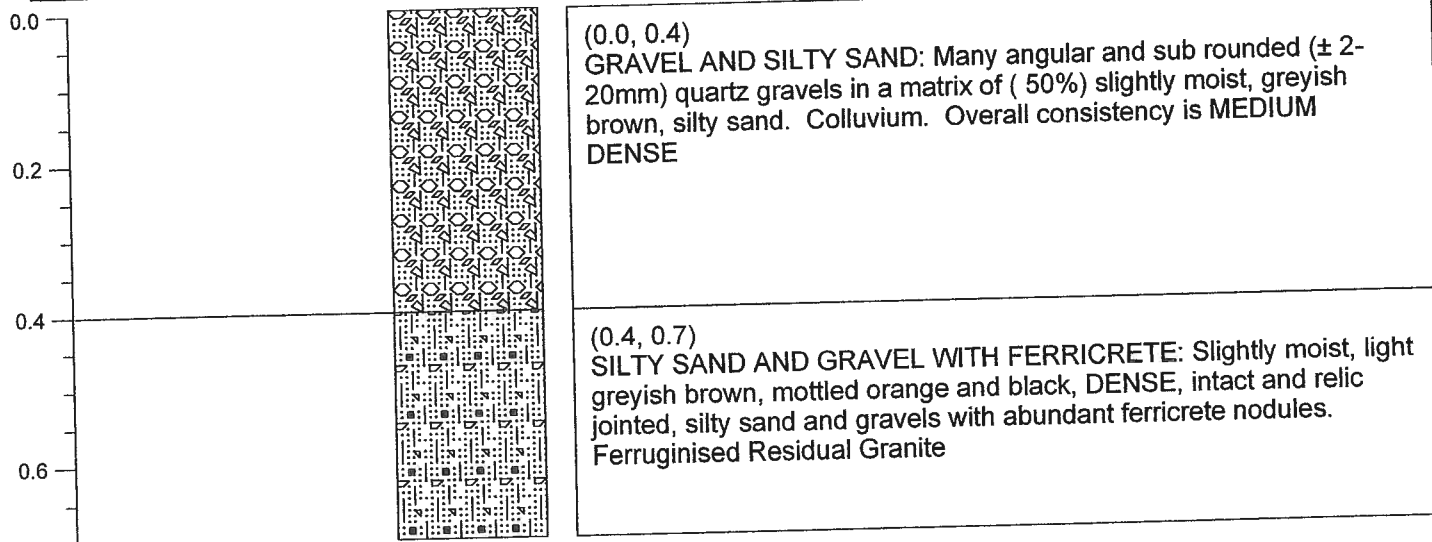 0.0
0.2
0.4
0.6
(0.0, 0.4)
GRAVEL AND SILTY SAND: Many angular and sub rounded (± 2-
20mm) quartz gravels in a matrix of ( 50%) slightly moist, greyish
brown, silty sand. Colluvium. Overall consistency is MEDIUM
DENSE
(0.4, 0.7)
SILTY SAND AND GRAVEL WITH FERRICRETE: Slightly moist, light
greyish brown, mottled orange and black, DENSE, intact and relic
jointed, silty sand and gravels with abundant ferricrete nodules.
Ferruginised Residual Granite